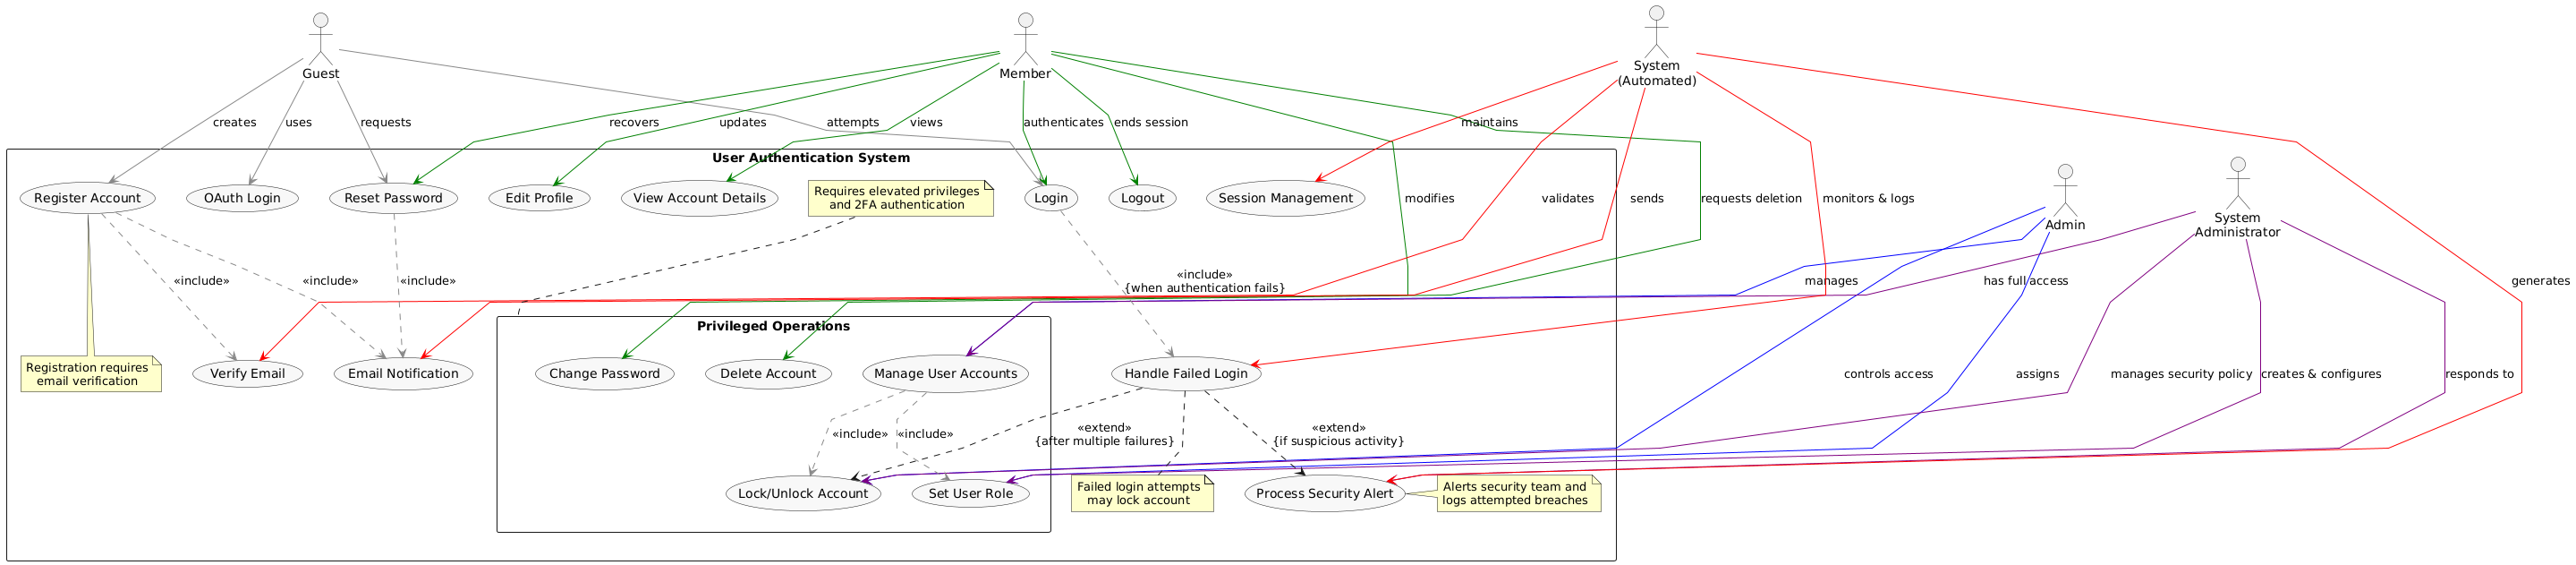 Guest
Member
System
(Automated)
creates
uses
requests
recovers
updates
attempts
views
authenticates
ends session
maintains
User Authentication System
Register Account
OAuth Login
Reset Password
Edit Profile
View Account Details
Requires elevated privileges
and 2FA authentication
Login
Logout
Session Management
modifies
validates
sends
requests deletion
monitors & logs
Admin
System
Administrator
«include»
«include»
«include»
«include»
{when authentication fails}
manages
has full access
generates
Privileged Operations
Registration requires
email verification
Verify Email
Email Notification
Change Password
Delete Account
Manage User Accounts
Handle Failed Login
controls access
assigns
manages security policy
creates & configures
responds to
«include»
«include»
«extend»
{after multiple failures}
«extend»
{if suspicious activity}
Lock/Unlock Account
Set User Role
Failed login attempts
may lock account
Process Security Alert
Alerts security team and
logs attempted breaches